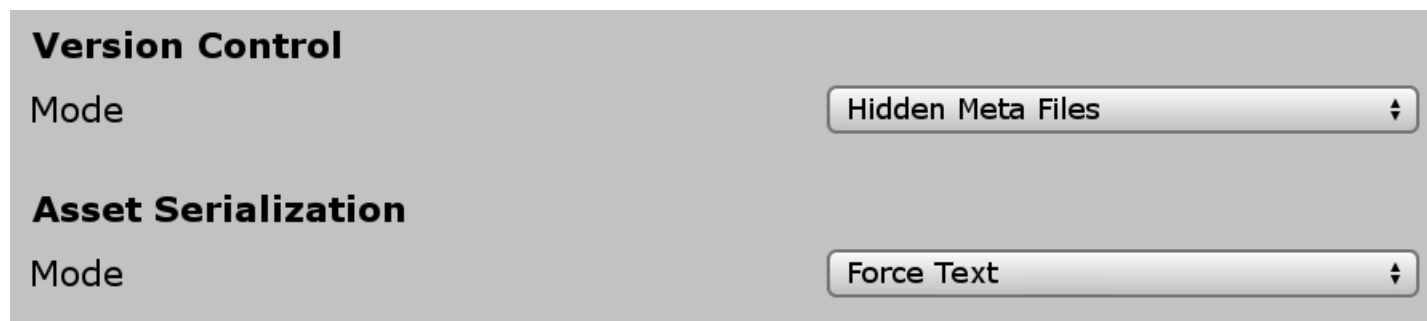 Version Control
Mode Hidden Meta Files
Asset Serialization
Mode Force Text